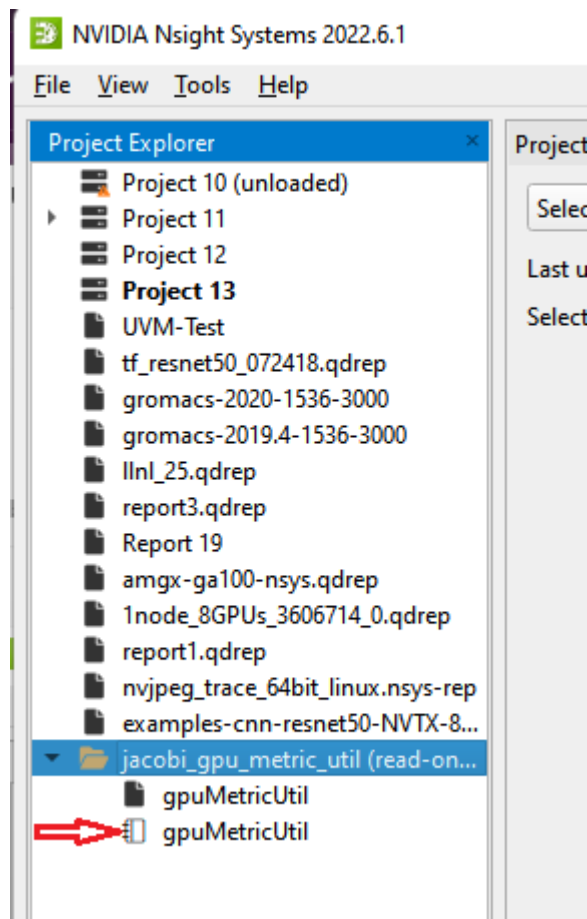 NVIDIA Nsight Systems 2022.6.1
File View Tools Help
Project Explorer
Project
Project 10 (unloaded)
Project 11
Selec
Project 12
Last u
Project 13
Select
UVM-Test
tf_resnet50_072418.qdrep
gromacs-2020-1536-3000
gromacs-2019.4-1536-3000
llnl_25.qdrep
report3.qdrep
Report 19
amgx-ga100-nsys.qdrep
1node_8GPUs_3606714_0.qdrep
report1.qdrep
nvjpeg_trace_64bit_linux.nsys-rep
examples-cnn-resnet50-NVTX-8...
jacobi_gpu_metric_util (read-on...
gpuMetricUtil
gpuMetricUtil